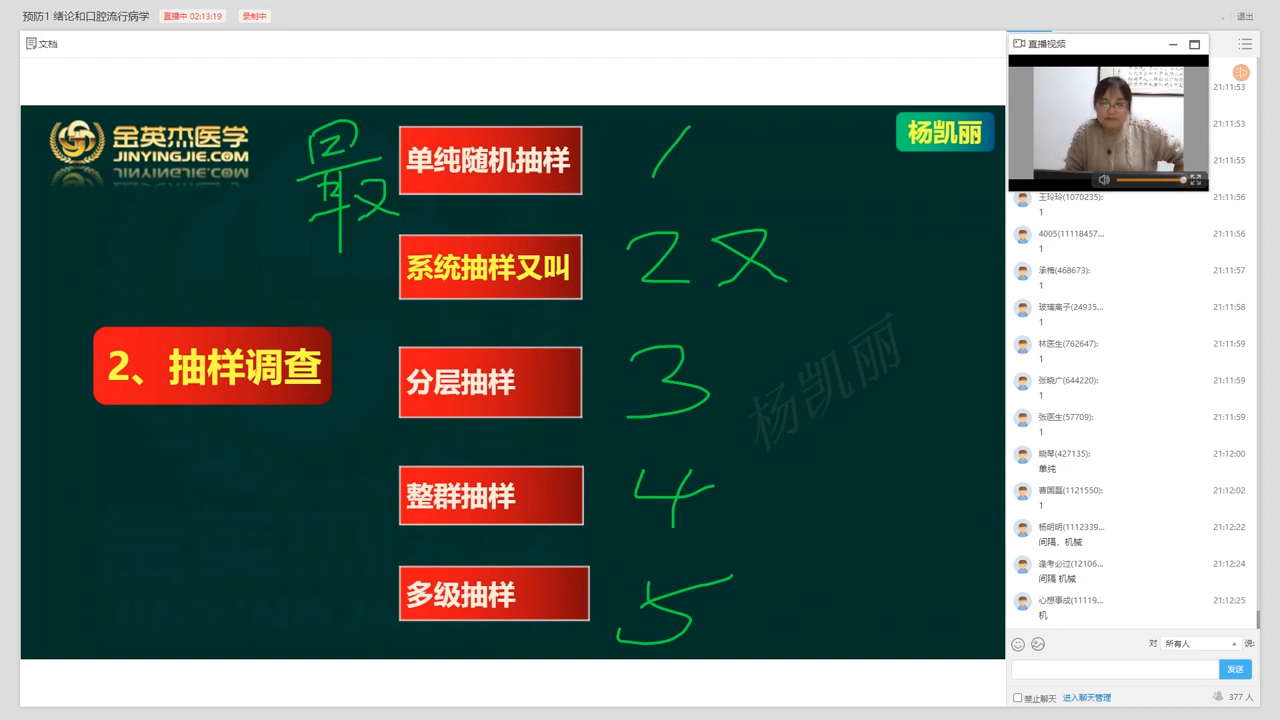 预防1 绪论和口腔流行病学
直播中 02:13:19
录制中
退出
文档
直播视频
金英杰医学
JINYINGJIE.COM
杨凯丽
最
单纯随机抽样
1
系统抽样又叫
2又
2、抽样调查
分层抽样
3
杨凯丽
整群抽样
4
多级抽样
5
21:11:53
21:11:53
21:11:55
王玲玲(1070235):
21:11:56
1
4005(11118457...
21:11:56
1
承梅(468673):
21:11:57
1
玻璃离子(24935...
21:11:58
1
林医生(762647):
21:11:59
1
张晓广(644220):
21:11:59
1
张医生(57709):
21:11:59
1
晓琴(427135):
21:12:00
单纯
曹国磊(1121550):
21:12:02
1
杨明明(1112339...
21:12:22
间隔，机械
逢考必过(12106...
21:12:24
间隔 机械
心想事成(11119...
21:12:25
机
对 所有人 说:
发送
禁止聊天 进入聊天管理
377 人